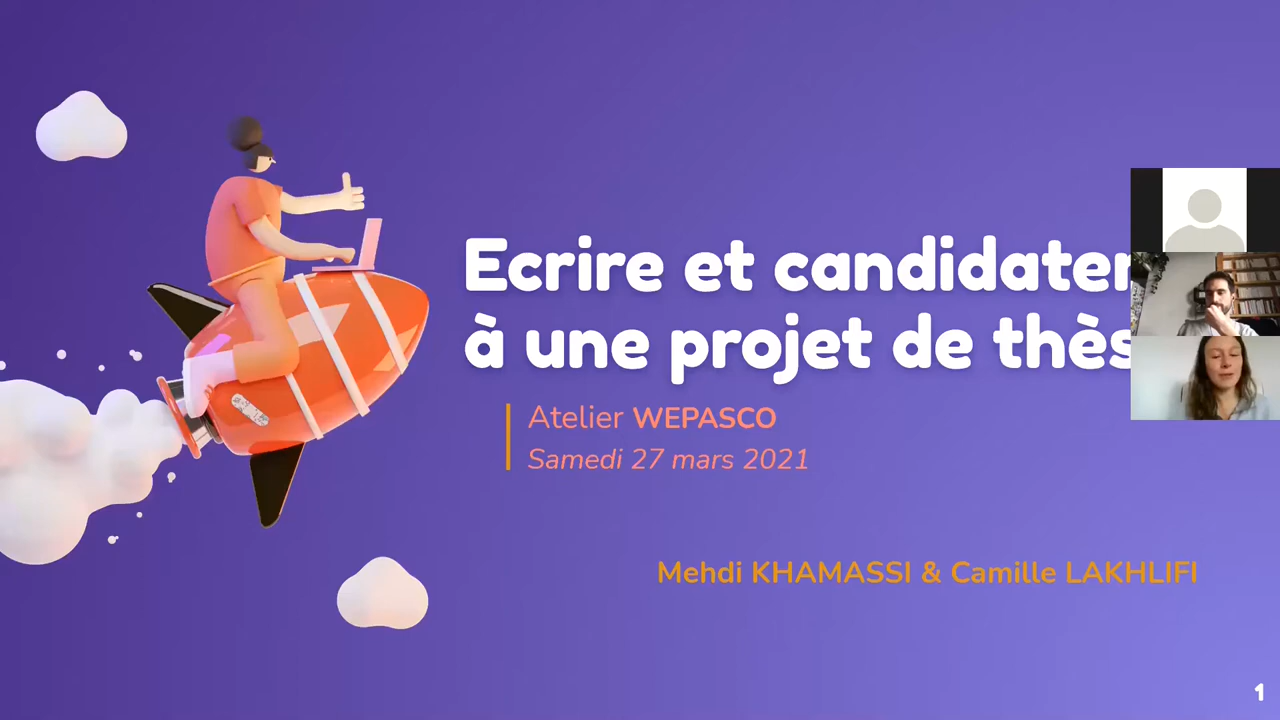 Ecrire et candidater
à une projet de thès
Atelier WEPASCO
Samedi 27 mars 2021
Mehdi KHAMASSI & Camille LAKHLIFI
1